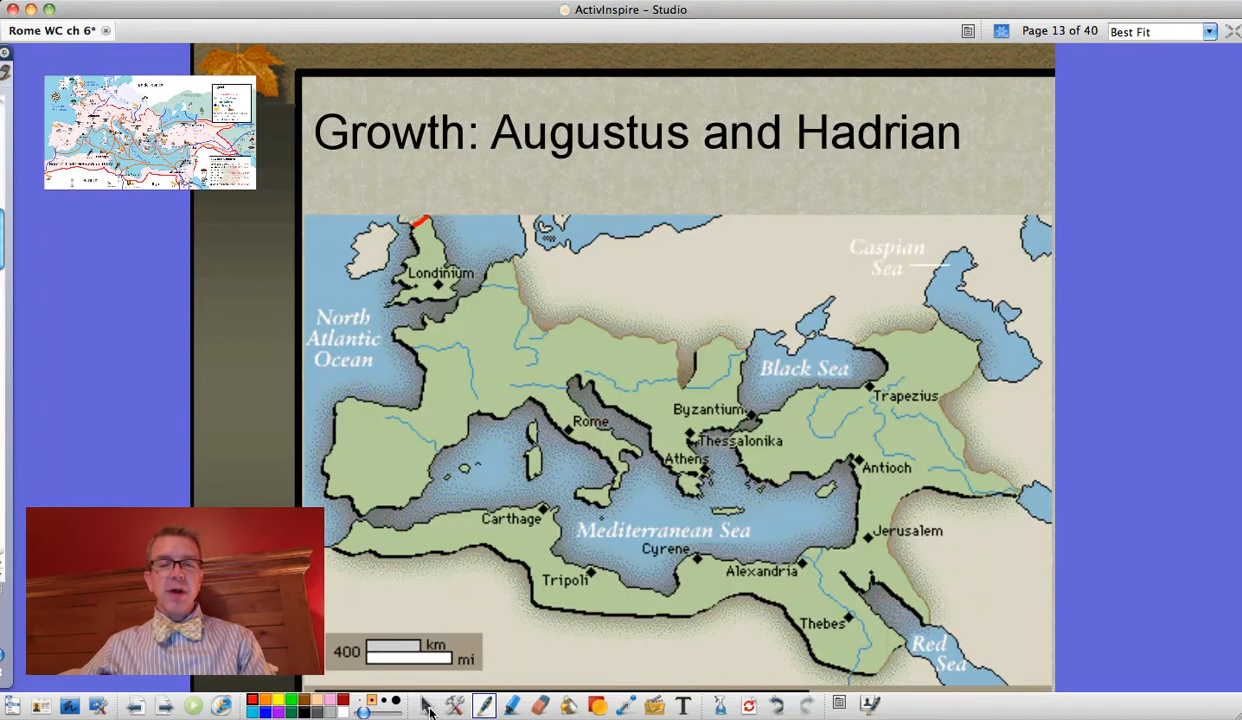 ActivInspire - Studio
Rome WC ch 6*
Page 13 of 40
Best Fit
Growth: Augustus and Hadrian
Caspian
Sea
Londinium
North
Atlantic
Ocean
Black Sea
Trapezius
Byzantium
Rome
Thessalonika
Athens
Antioch
Carthage
Mediterranean Sea
Jerusalem
Cyrene
Tripoli
Alexandria
Thebes
Red
Sea
400
km
mi
T